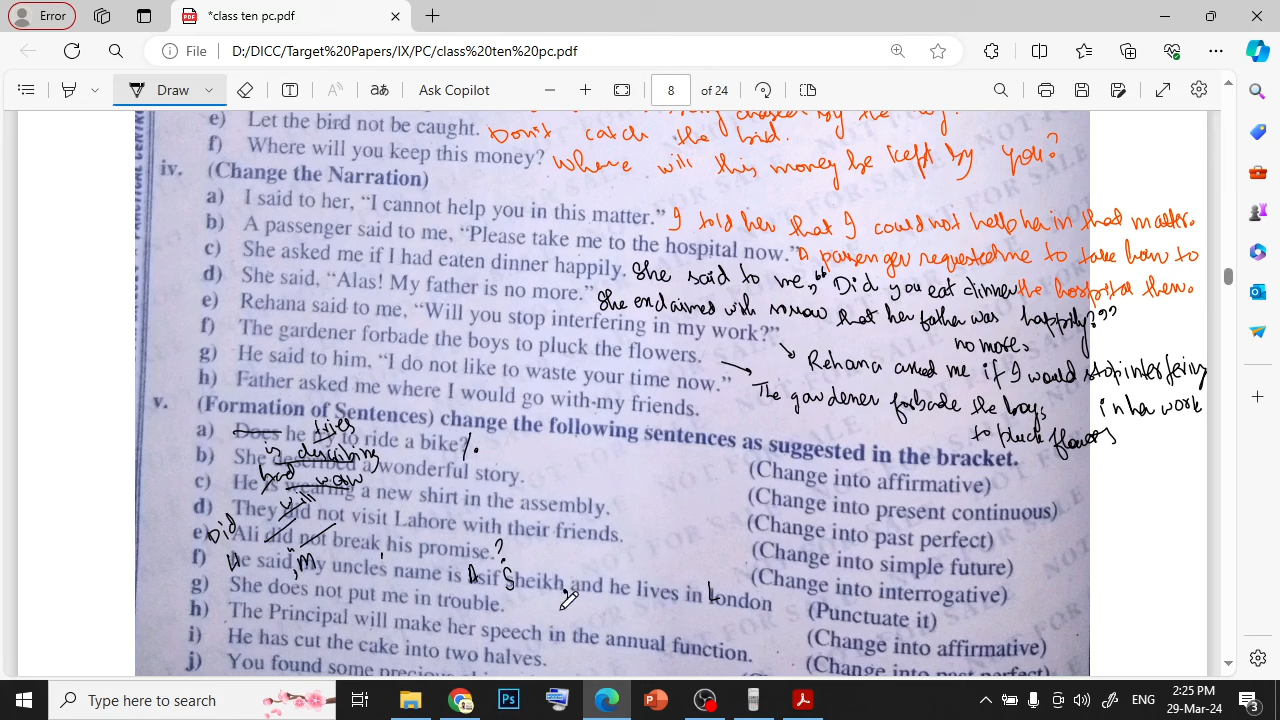 Error
*class ten pc.pdf
File
D:/DICC/Target%20Papers/IX/PC/class%20ten%20pc.pdf
Draw
Ask Copilot
8
of 24
e) Let the bird not be caught. Don't catch the bird.
f) Where will you keep this money? Where will this money be kept by you?
iv. (Change the Narration)
a) I said to her, “I cannot help you in this matter.” I told her that I could not help her in that matter.
b) A passenger said to me, “Please take me to the hospital now.” A passenger requested me to take him to
the hospital then.
c) She asked me if I had eaten dinner happily. She said to me, “Did you eat dinner
happily?”
d) She said, “Alas! My father is no more.” She exclaimed with sorrow that her father was
no more.
e) Rehana said to me, “Will you stop interfering in my work?”
Rehana asked me if I would stop interfering
in her work
f) The gardener forbade the boys to pluck the flowers.
The gardener forbade the boys
to pluck flowers
g) He said to him, “I do not like to waste your time now.”
h) Father asked me where I would go with my friends.
v. (Formation of Sentences) change the following sentences as suggested in the bracket.
tries
a) Does he try to ride a bike? (Change into affirmative)
is describing
b) She described a wonderful story. (Change into present continuous)
had
c) He is wearing a new shirt in the assembly. (Change into past perfect)
will
d) They did not visit Lahore with their friends. (Change into simple future)
Did
e) Ali did not break his promise. ? (Change into interrogative)
f) He said, “My uncle's name is Asif Sheikh, and he lives in London (Punctuate it)
g) She does not put me in trouble. (Change into affirmative)
h) The Principal will make her speech in the annual function. (Change into past perfect)
i) He has cut the cake into two halves.
j) You found some precious
Type here to search
ENG
2:25 PM
29-Mar-24
3